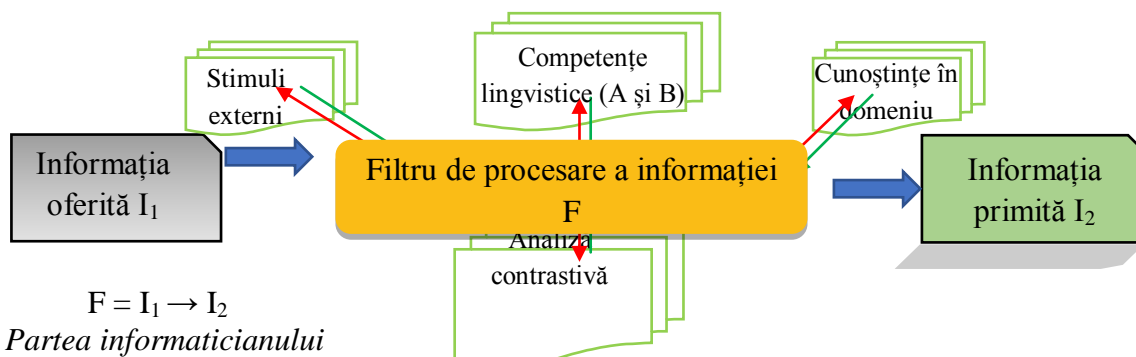 Stimuli
externi
Competențe
lingvistice (A și B)
Cunoștințe în
domeniu
Informația
oferită I₁
Filtru de procesare a informației
F
Informația
primită I₂
Analiza
contrastivă
F = I₁ → I₂
Partea informaticianului